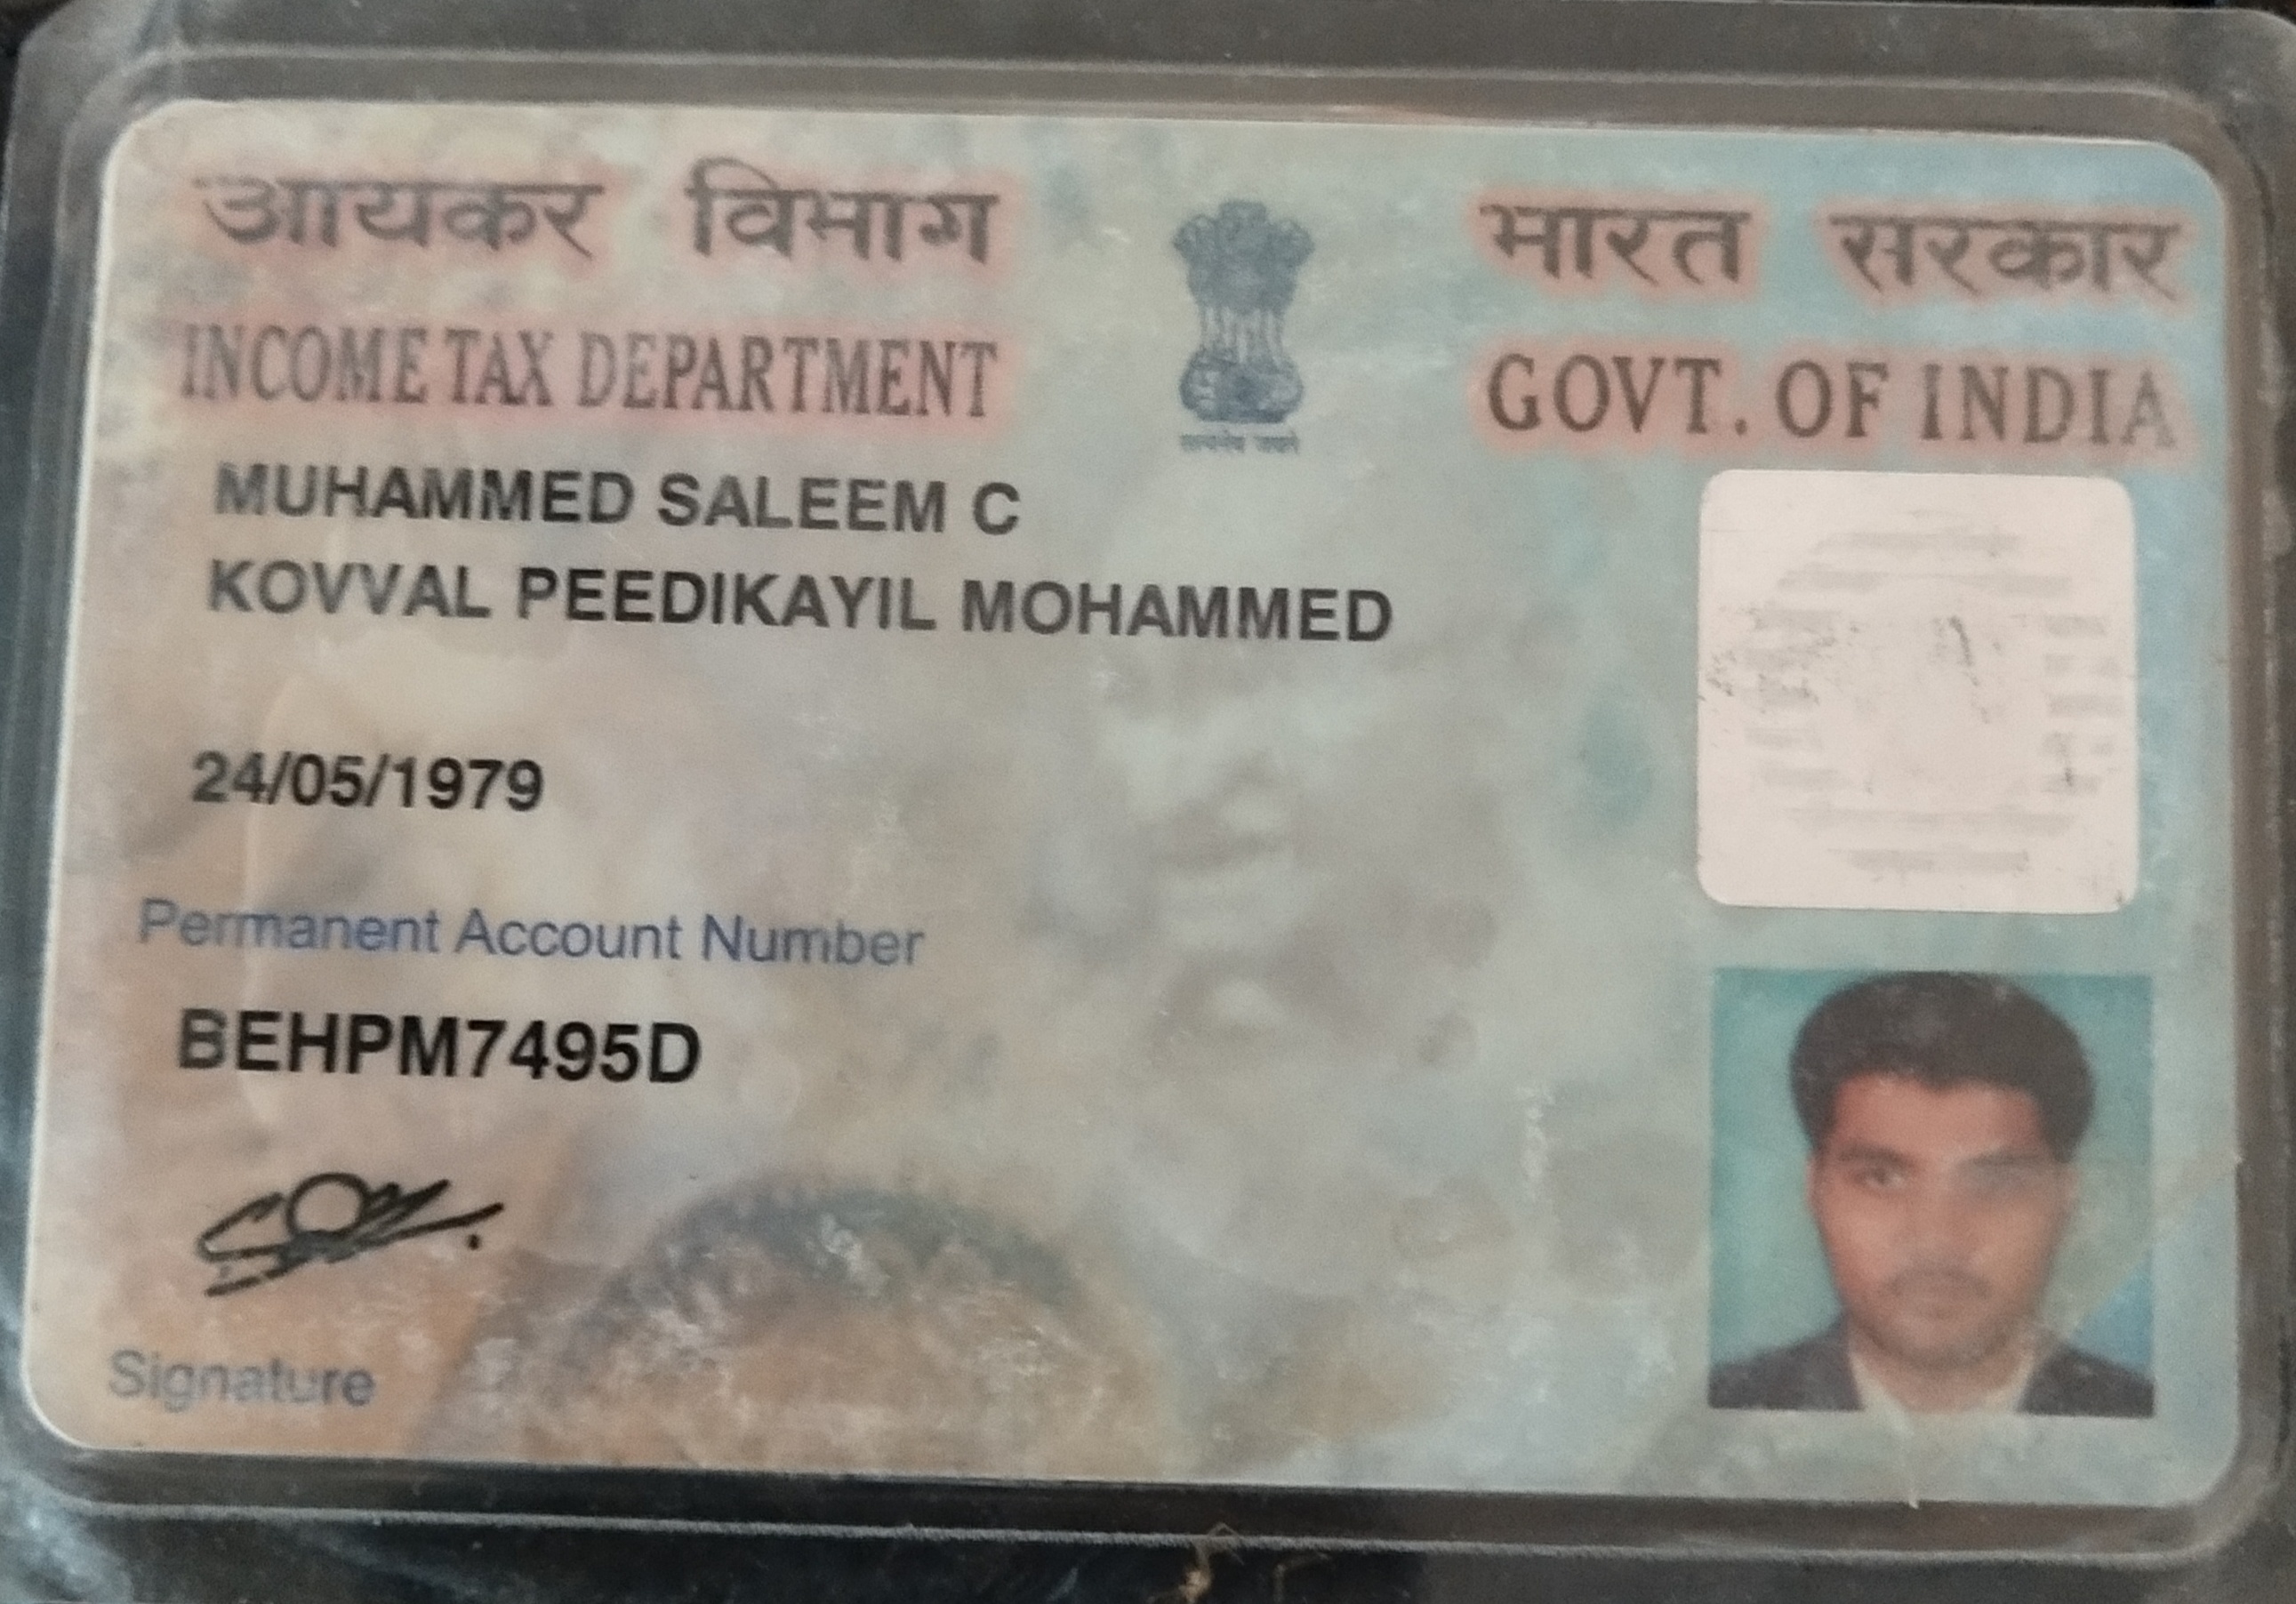 आयकर विभाग
INCOME TAX DEPARTMENT
भारत सरकार
GOVT. OF INDIA
सत्यमेव जयते
MUHAMMED SALEEM C
KOVVAL PEEDIKAYIL MOHAMMED
24/05/1979
Permanent Account Number
BEHPM7495D
Signature